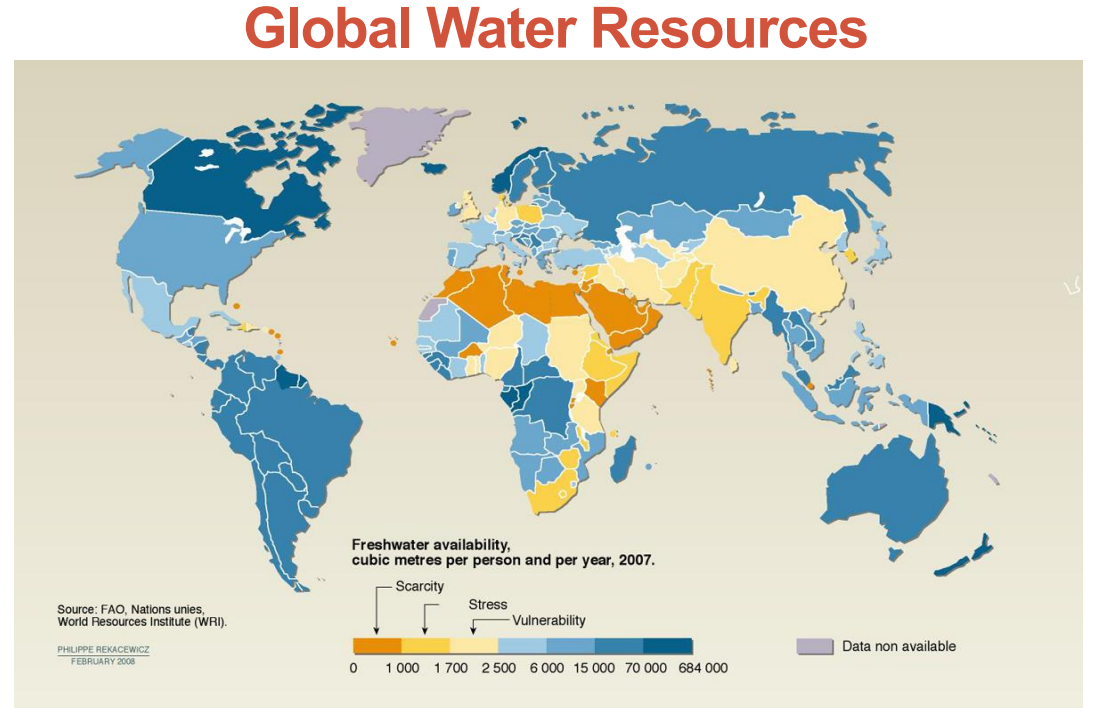 Global Water Resources
Freshwater availability,
cubic metres per person and per year, 2007.
Scarcity
Stress
Vulnerability
0 1 000 1 700 2 500 6 000 15 000 70 000 684 000
Data non available
Source: FAO, Nations unies,
World Resources Institute (WRI).
PHILIPPE REKACEWICZ
FEBRUARY 2008